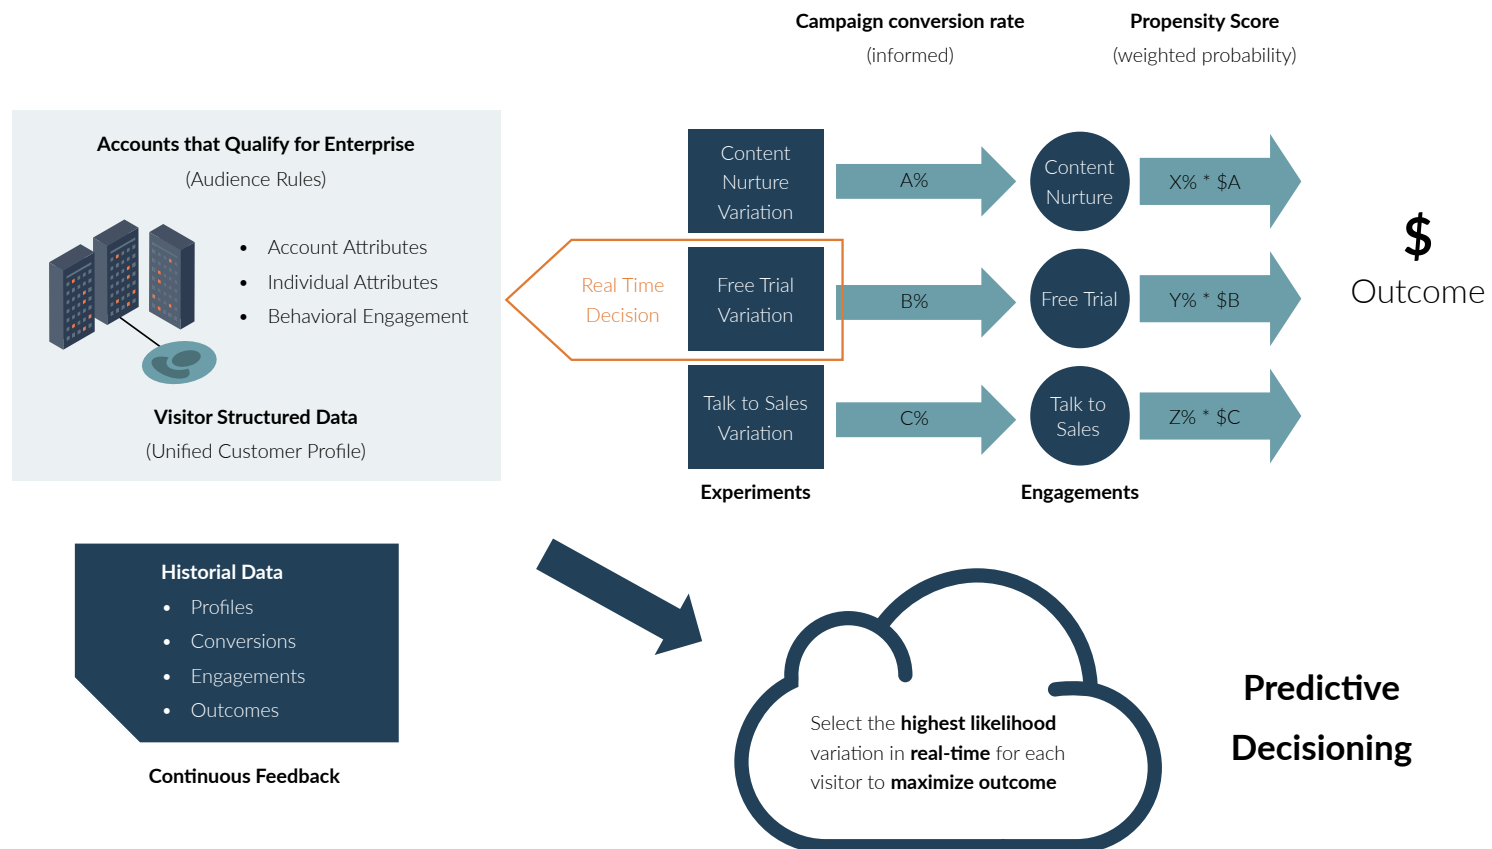 Campaign conversion rate
(informed)
Propensity Score
(weighted probability)
Accounts that Qualify for Enterprise
(Audience Rules)
• Account Attributes
• Individual Attributes
• Behavioral Engagement
Visitor Structured Data
(Unified Customer Profile)
Real Time
Decision
Content
Nurture
Variation
A%
Content
Nurture
X% * $A
Free Trial
Variation
B%
Free Trial
Y% * $B
Talk to Sales
Variation
C%
Talk to
Sales
Z% * $C
Experiments
Engagements
$
Outcome
Historial Data
• Profiles
• Conversions
• Engagements
• Outcomes
Continuous Feedback
Select the highest likelihood
variation in real-time for each
visitor to maximize outcome
Predictive
Decisioning